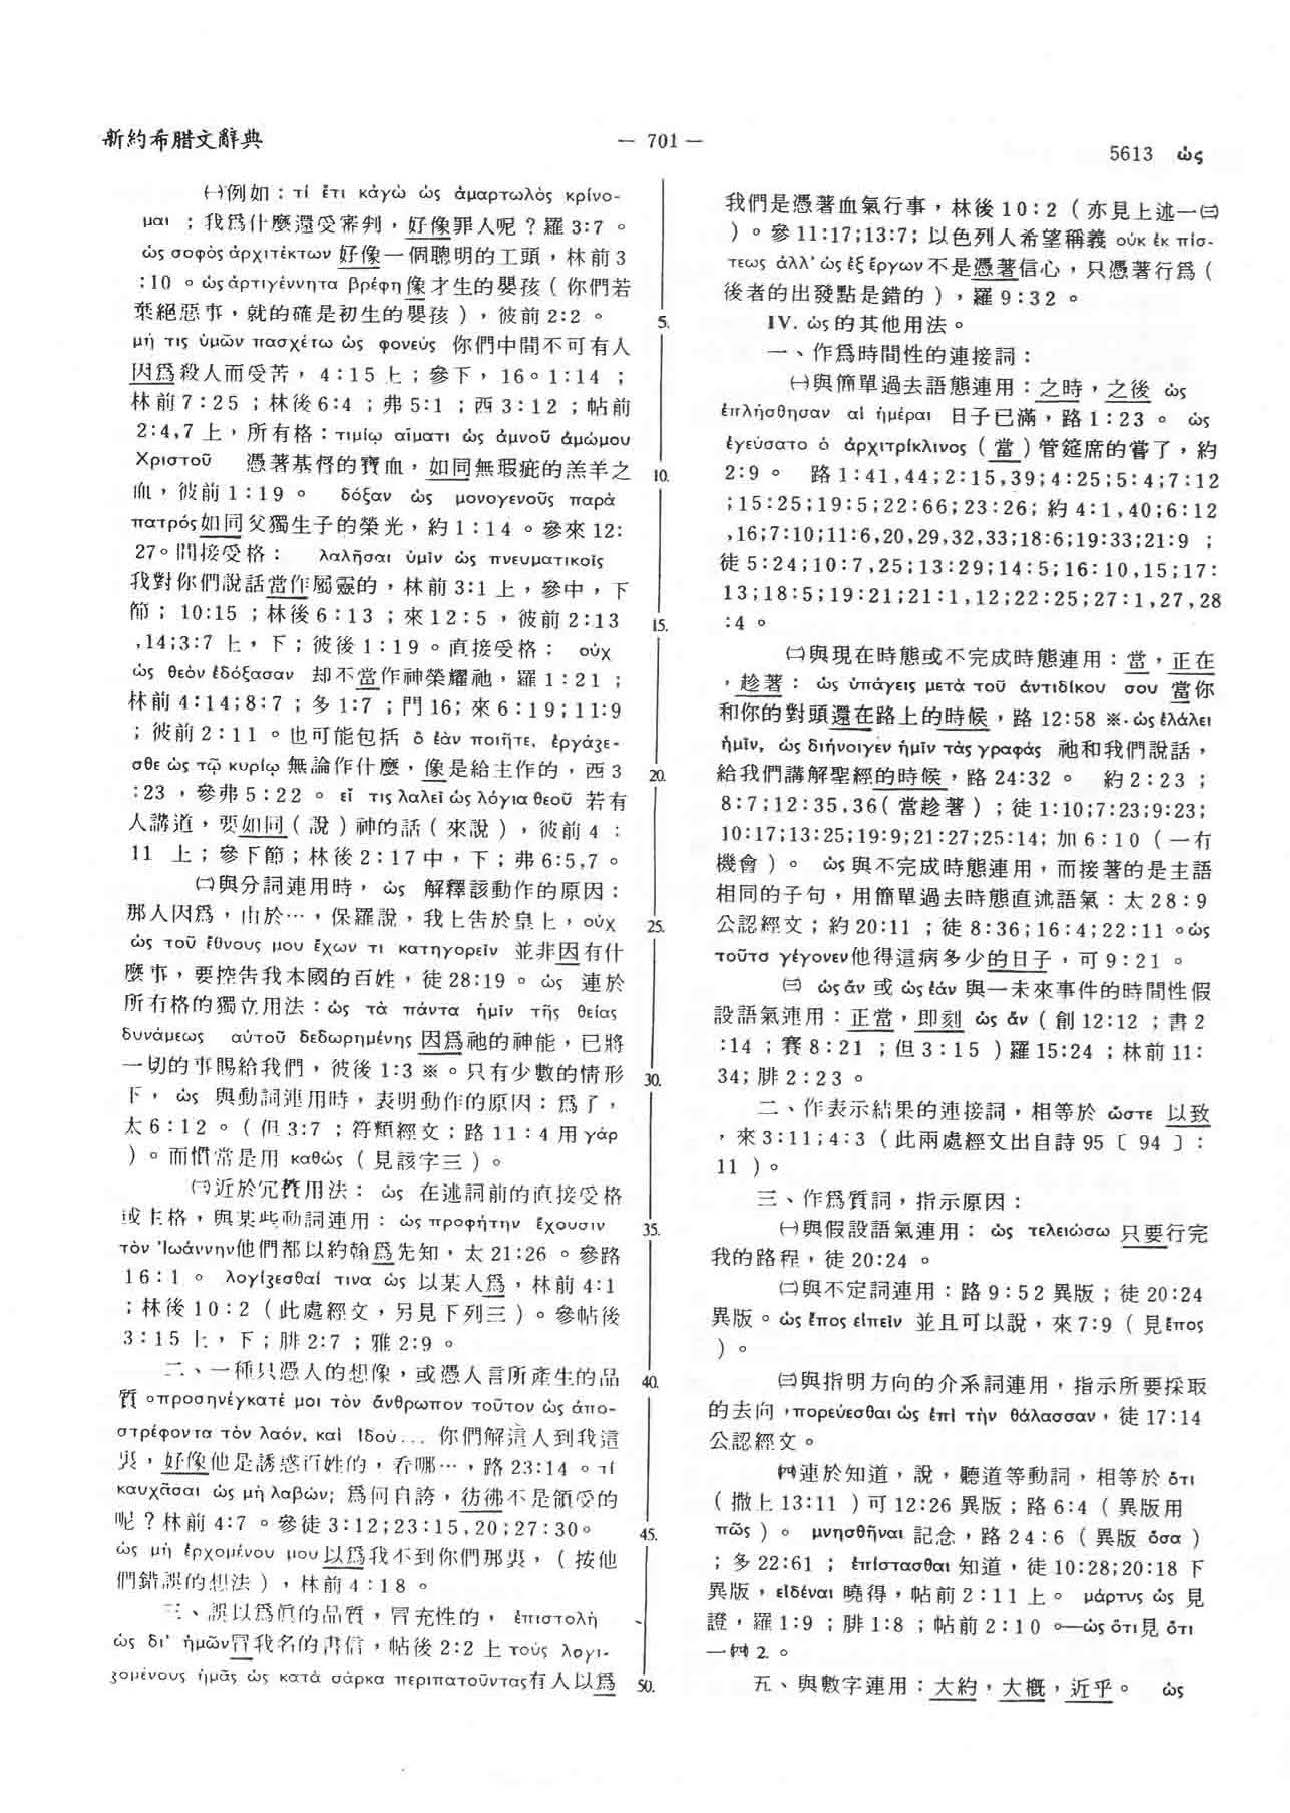 新約希腊文辭典
— 701 —
5613 ὡς
㈠例如：τί ἔτι κἀγὼ ὡς ἁμαρτωλὸς κρίνο-
μαι ；我爲什麼還受審判，好像罪人呢？羅 3:7 。
ὡς σοφὸς ἀρχιτέκτων 好像一個聰明的工頭，林前 3
:10 。ὡς ἀρτιγέννητα βρέφη 像才生的嬰孩（你們若
棄絕惡事，就的確是初生的嬰孩），彼前 2:2 。
μή τις ὑμῶν πασχέτω ὡς φονεύς 你們中間不可有人
因爲殺人而受苦，4:15 上；參下，16。1:14 ；
林前 7:25 ；林後 6:4 ；弗 5:1 ；西 3:12 ；帖前
2:4,7 上，所有格：τιμίῳ αἵματι ὡς ἀμνοῦ ἀμώμου
Χριστοῦ 憑著基督的寶血，如同無瑕疵的羔羊之
血，彼前 1:19 。 δόξαν ὡς μονογενοῦς παρὰ
πατρός如同父獨生子的榮光，約 1:14 。參來 12:
27。間接受格： λαλῆσαι ὑμῖν ὡς πνευματικοῖς
我對你們說話當作屬靈的，林前 3:1 上，參中，下
節；10:15 ；林後 6:13 ；來 12:5 ，彼前 2:13
,14;3:7 上，下；彼後 1:19 。直接受格： οὐχ
ὡς θεὸν ἐδόξασαν 却不當作神榮耀祂，羅 1:21 ；
林前 4:14;8:7 ；多 1:7 ；門 16; 來 6:19;11:9
；彼前 2:11 。也可能包括 ὃ ἐὰν ποιῆτε, ἐργάζε-
σθε ὡς τῷ κυρίῳ 無論作什麼，像是給主作的，西 3
:23 ，參弗 5:22 。εἴ τις λαλεῖ ὡς λόγια θεοῦ 若有
人講道，要如同（說）神的話（來說），彼前 4 :
11 上；參下節；林後 2:17 中，下；弗 6:5,7 。
㈡與分詞連用時， ὡς 解釋該動作的原因：
那人因爲，由於…，保羅說，我上告於皇上，οὐχ
ὡς τοῦ ἔθνους μου ἔχων τι κατηγορεῖν 並非因有什
麼事，要控告我本國的百姓，徒 28:19 。ὡς 連於
所有格的獨立用法：ὡς τὰ πάντα ἡμῖν τῆς θείας
δυνάμεως αὐτοῦ δεδωρημένης 因爲祂的神能，已將
一切的事賜給我們，彼後 1:3 ※。只有少數的情形
下， ὡς 與動詞連用時，表明動作的原因：爲了，
太 6:12 。（但 3:7 ；符類經文；路 11:4 用 γάρ
）。而慣常是用 καθώς（見該字三）。
㈢近於冗贅用法： ὡς 在述詞前的直接受格
或主格，與某些動詞連用：ὡς προφήτην ἔχουσιν
τὸν Ἰωάννην他們都以約翰爲先知，太 21:26 。參路
16:1 。 λογίζεσθαί τινα ὡς 以某人爲，林前 4:1
；林後 10:2（此處經文，另見下列三）。參帖後
3:15 上，下；腓 2:7 ；雅 2:9 。
二、一種只憑人的想像，或憑人言所產生的品
質。προσηνέγκατέ μοι τὸν ἄνθρωπον τοῦτον ὡς ἀπο-
στρέφοντα τὸν λαόν, καὶ ἰδοὺ... 你們解這人到我這
裏，好像他是誘惑百姓的，看哪…，路 23:14 。τί
καυχᾶσαι ὡς μὴ λαβών; 爲何自誇，彷彿不是領受的
呢？林前 4:7 。參徒 3:12;23:15,20;27:30。
ὡς μὴ ἐρχομένου μου 以爲我不到你們那裏，（按他
們錯誤的想法），林前 4:18 。
三、誤以爲眞的品質，冒充性的， ἐπιστολὴ
ὡς δι' ἡμῶν冒我名的書信，帖後 2:2 上 τοὺς λογι-
ζομένους ἡμᾶς ὡς κατὰ σάρκα περιπατοῦντας有人以爲
5.
10.
15.
20.
25.
30.
35.
40.
45.
50.
我們是憑著血氣行事，林後 10:2（亦見上述一㈢
）。參 11:17;13:7; 以色列人希望稱義 οὐκ ἐκ πίσ-
τεως ἀλλ' ὡς ἐξ ἔργων不是憑著信心，只憑著行爲（
後者的出發點是錯的），羅 9:32 。
IV. ὡς 的其他用法。
一、作爲時間性的連接詞：
㈠與簡單過去語態連用：之時，之後 ὡς
ἐπλήσθησαν αἱ ἡμέραι 日子已滿，路 1:23 。 ὡς
ἐγεύσατο ὁ ἀρχιτρίκλινος（當）管筵席的嘗了，約
2:9 。 路 1:41,44;2:15,39;4:25;5:4;7:12
;15:25;19:5;22:66;23:26; 約 4:1,40;6:12
,16;7:10;11:6,20,29,32,33;18:6;19:33;21:9 ；
徒 5:24;10:7,25;13:29;14:5;16:10,15;17:
13;18:5;19:21;21:1,12;22:25;27:1,27,28
:4 。
㈡與現在時態或不完成時態連用：當，正在
，趁著：ὡς ὑπάγεις μετὰ τοῦ ἀντιδίκου σου 當你
和你的對頭還在路上的時候，路 12:58 ※. ὡς ἐλάλει
ἡμῖν, ὡς διήνοιγεν ἡμῖν τὰς γραφάς 祂和我們說話，
給我們講解聖經的時候，路 24:32 。 約 2:23 ；
8:7;12:35,36（當趁著）；徒 1:10;7:23;9:23;
10:17;13:25;19:9;21:27;25:14; 加 6:10（一有
機會）。 ὡς 與不完成時態連用，而接著的是主語
相同的子句，用簡單過去時態直述語氣：太 28:9
公認經文；約 20:11 ；徒 8:36;16:4;22:11 。ὡς
τοῦτο γέγονεν他得這病多少的日子，可 9:21 。
㈢ ὡς ἄν 或 ὡς ἐάν 與一未來事件的時間性假
設語氣連用：正當，即刻 ὡς ἄν（創 12:12 ；書 2
:14 ；賽 8:21 ；但 3:15 ）羅 15:24 ；林前 11:
34; 腓 2:23 。
二、作表示結果的連接詞，相等於 ὥστε 以致
，來 3:11;4:3（此兩處經文出自詩 95〔 94 〕:
11 ）。
三、作爲質詞，指示原因：
㈠與假設語氣連用： ὡς τελειώσω 只要行完
我的路程，徒 20:24 。
㈡與不定詞連用：路 9:52 異版；徒 20:24
異版。ὡς ἔπος εἰπεῖν 並且可以說，來 7:9（見ἔπος
）。
㈢與指明方向的介系詞連用，指示所要採取
的去向，πορεύεσθαι ὡς ἐπὶ τὴν θάλασσαν，徒 17:14
公認經文。
㈣連於知道，說，聽道等動詞，相等於 ὅτι
（撒上 13:11 ）可 12:26 異版；路 6:4（異版用
πῶς ）。 μνησθῆναι 記念，路 24:6（異版 ὅσα）
；多 22:61 ； ἐπίστασθαι 知道，徒 10:28;20:18 下
異版，εἰδέναι 曉得，帖前 2:11 上。 μάρτυς ὡς 見
證，羅 1:9 ；腓 1:8 ；帖前 2:10 。—ὡς ὅτι見 ὅτι
一㈣ 2. 。
五、與數字連用：大約，大概，近乎。 ὡς